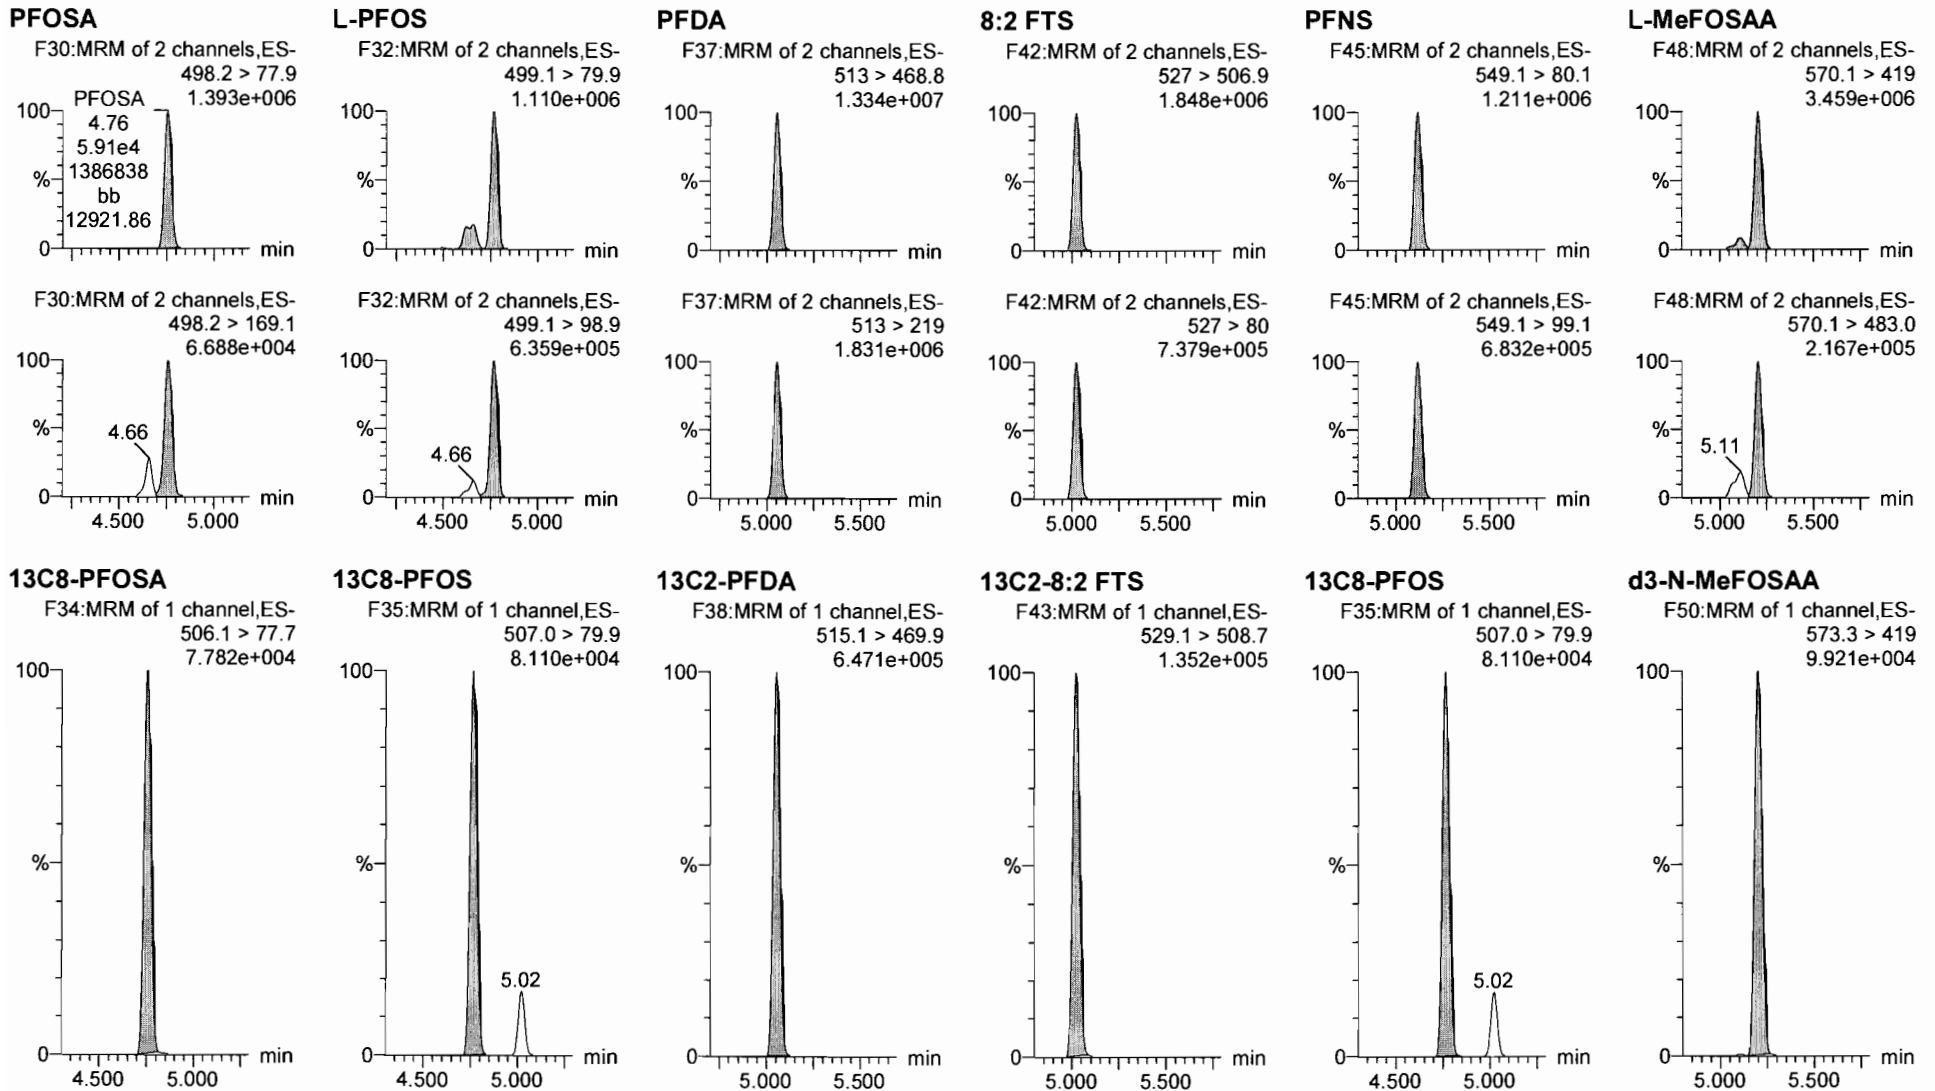 PFOSA
F30:MRM of 2 channels,ES-
498.2 > 77.9
1.393e+006
PFOSA
4.76
5.91e4
1386838
bb
12921.86
100
%
0
min
F30:MRM of 2 channels,ES-
498.2 > 169.1
6.688e+004
100
4.66
%
0
min
4.500 5.000
L-PFOS
F32:MRM of 2 channels,ES-
499.1 > 79.9
1.110e+006
100
%
0
min
F32:MRM of 2 channels,ES-
499.1 > 98.9
6.359e+005
100
%
4.66
0
min
4.500 5.000
PFDA
F37:MRM of 2 channels,ES-
513 > 468.8
1.334e+007
100
%
0
min
F37:MRM of 2 channels,ES-
513 > 219
1.831e+006
100
%
0
min
5.000 5.500
8:2 FTS
F42:MRM of 2 channels,ES-
527 > 506.9
1.848e+006
100
%
0
min
F42:MRM of 2 channels,ES-
527 > 80
7.379e+005
100
%
0
min
5.000 5.500
PFNS
F45:MRM of 2 channels,ES-
549.1 > 80.1
1.211e+006
100
%
0
min
F45:MRM of 2 channels,ES-
549.1 > 99.1
6.832e+005
100
%
0
min
5.000 5.500
L-MeFOSAA
F48:MRM of 2 channels,ES-
570.1 > 419
3.459e+006
100
%
0
min
F48:MRM of 2 channels,ES-
570.1 > 483.0
2.167e+005
100
%
5.11
0
min
5.000 5.500
13C8-PFOSA
F34:MRM of 1 channel,ES-
506.1 > 77.7
7.782e+004
100
%
0
min
4.500 5.000
13C8-PFOS
F35:MRM of 1 channel,ES-
507.0 > 79.9
8.110e+004
100
%
5.02
0
min
4.500 5.000
13C2-PFDA
F38:MRM of 1 channel,ES-
515.1 > 469.9
6.471e+005
100
%
0
min
5.000 5.500
13C2-8:2 FTS
F43:MRM of 1 channel,ES-
529.1 > 508.7
1.352e+005
100
%
0
min
5.000 5.500
13C8-PFOS
F35:MRM of 1 channel,ES-
507.0 > 79.9
8.110e+004
100
%
5.02
0
min
4.500 5.000
d3-N-MeFOSAA
F50:MRM of 1 channel,ES-
573.3 > 419
9.921e+004
100
%
0
min
5.000 5.500